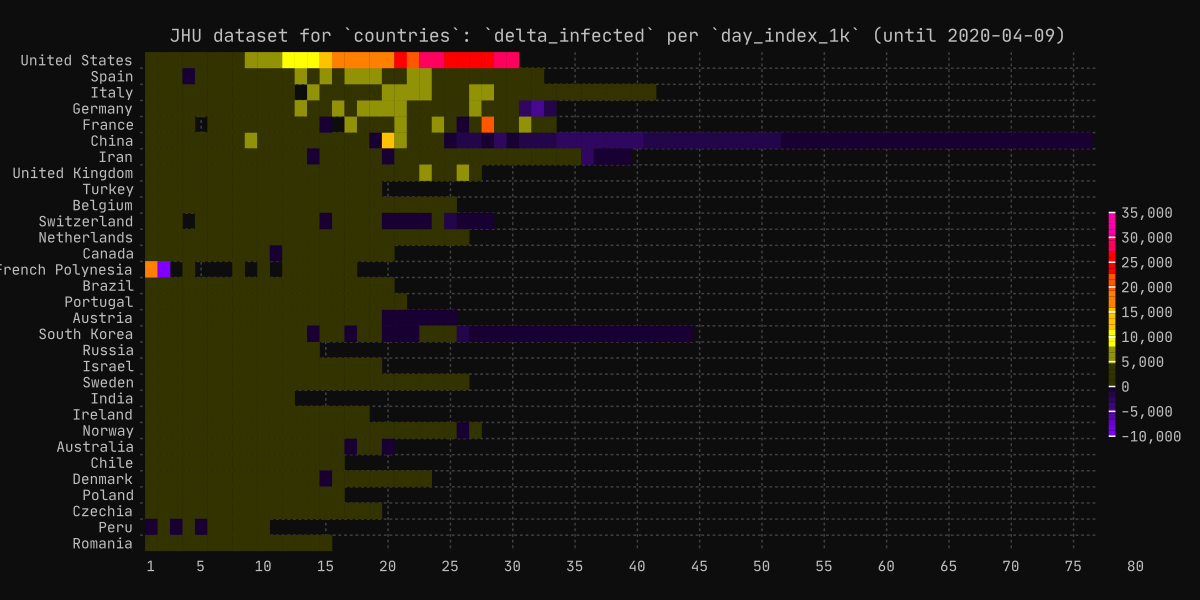 JHU dataset for `countries`: `delta_infected` per `day_index_1k` (until 2020-04-09)
United States
Spain
Italy
Germany
France
China
Iran
United Kingdom
Turkey
Belgium
Switzerland
Netherlands
Canada
French Polynesia
Brazil
Portugal
Austria
South Korea
Russia
Israel
Sweden
India
Ireland
Norway
Australia
Chile
Denmark
Poland
Czechia
Peru
Romania
1 5 10 15 20 25 30 35 40 45 50 55 60 65 70 75 80
35,000
30,000
25,000
20,000
15,000
10,000
5,000
0
-5,000
-10,000